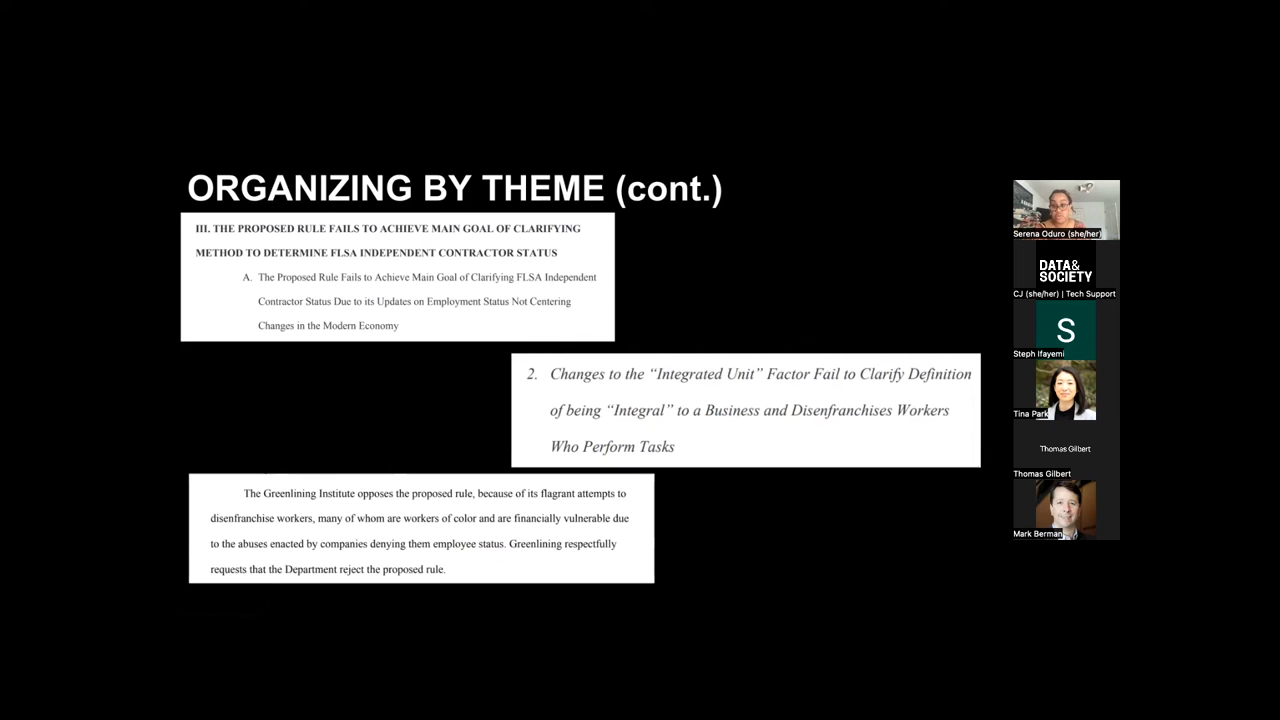 ORGANIZING BY THEME (cont.)
III. THE PROPOSED RULE FAILS TO ACHIEVE MAIN GOAL OF CLARIFYING
METHOD TO DETERMINE FLSA INDEPENDENT CONTRACTOR STATUS
A. The Proposed Rule Fails to Achieve Main Goal of Clarifying FLSA Independent
Contractor Status Due to its Updates on Employment Status Not Centering
Changes in the Modern Economy
2. Changes to the “Integrated Unit” Factor Fail to Clarify Definition
of being “Integral” to a Business and Disenfranchises Workers
Who Perform Tasks
The Greenlining Institute opposes the proposed rule, because of its flagrant attempts to
disenfranchise workers, many of whom are workers of color and are financially vulnerable due
to the abuses enacted by companies denying them employee status. Greenlining respectfully
requests that the Department reject the proposed rule.
Serena Oduro (she/her)
DATA&
SOCIETY
CJ (she/her) | Tech Support
S
Steph Ifayemi
Tina Park
Thomas Gilbert
Thomas Gilbert
Mark Berman